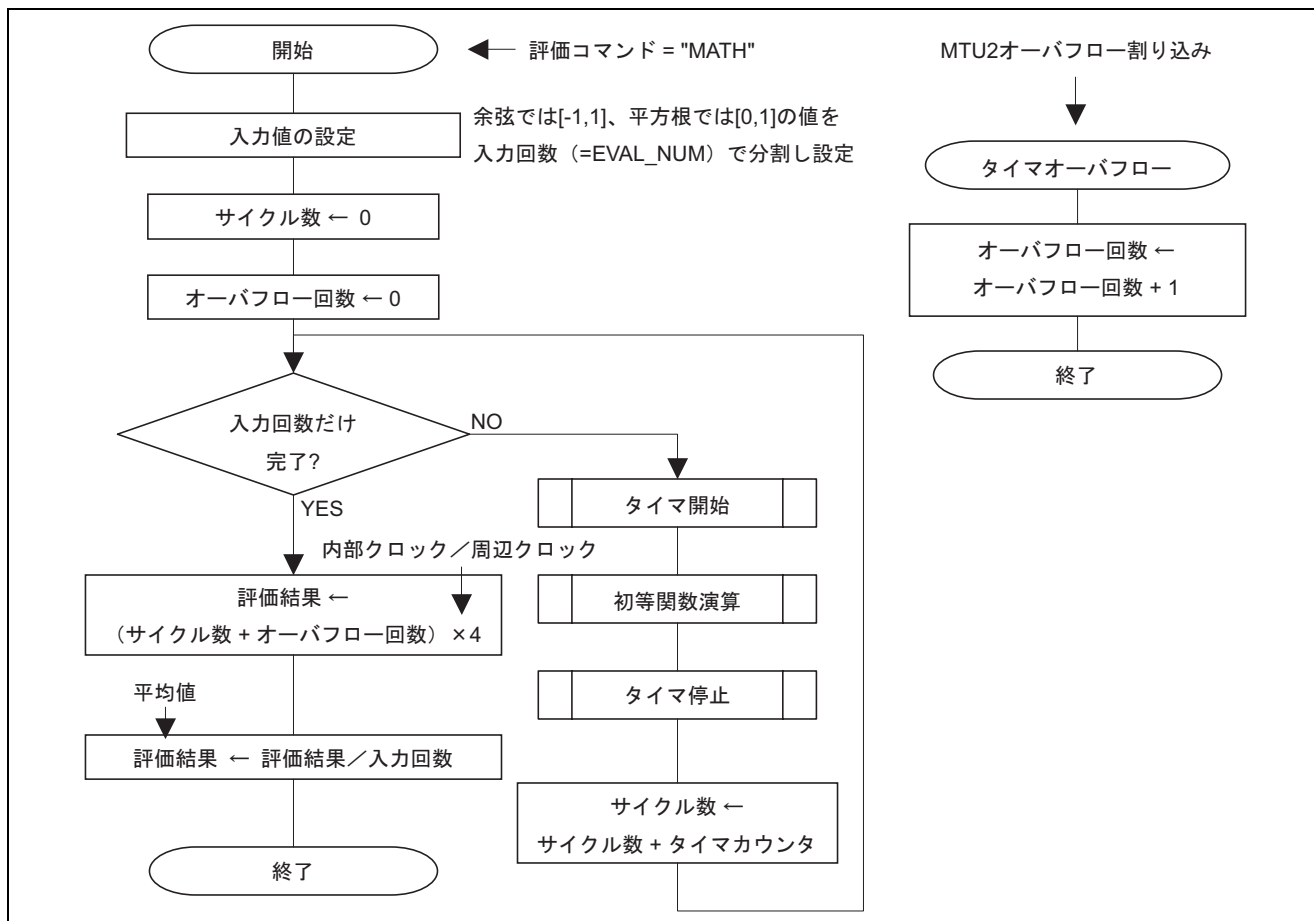 開始
評価コマンド = "MATH"
入力値の設定
余弦では[-1,1]、平方根では[0,1]の値を
入力回数（=EVAL_NUM）で分割し設定
サイクル数 ← 0
オーバフロー回数 ← 0
入力回数だけ
完了?
NO
YES
タイマ開始
初等関数演算
タイマ停止
サイクル数 ←
サイクル数 + タイマカウンタ
内部クロック／周辺クロック
評価結果 ←
（サイクル数 + オーバフロー回数）×4
平均値
評価結果 ← 評価結果／入力回数
終了
MTU2オーバフロー割り込み
タイマオーバフロー
オーバフロー回数 ←
オーバフロー回数 + 1
終了